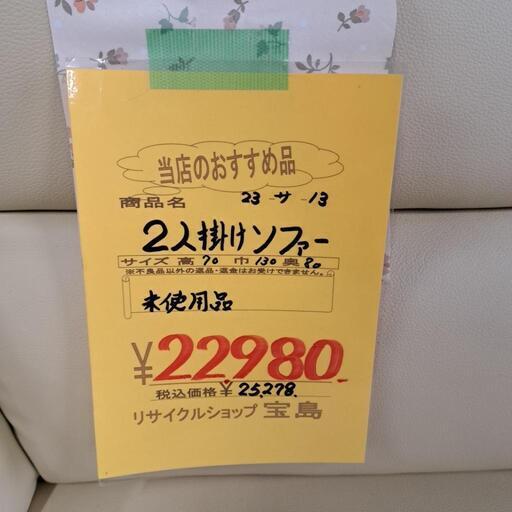 当店のおすすめ品
商品名 23-サ-13
2人掛けソファー
サイズ 高70 巾130 奥80
※不良品以外の返品・返金はお受けできません。
未使用品
¥22,980.
税込価格¥25,278.
リサイクルショップ 宝島